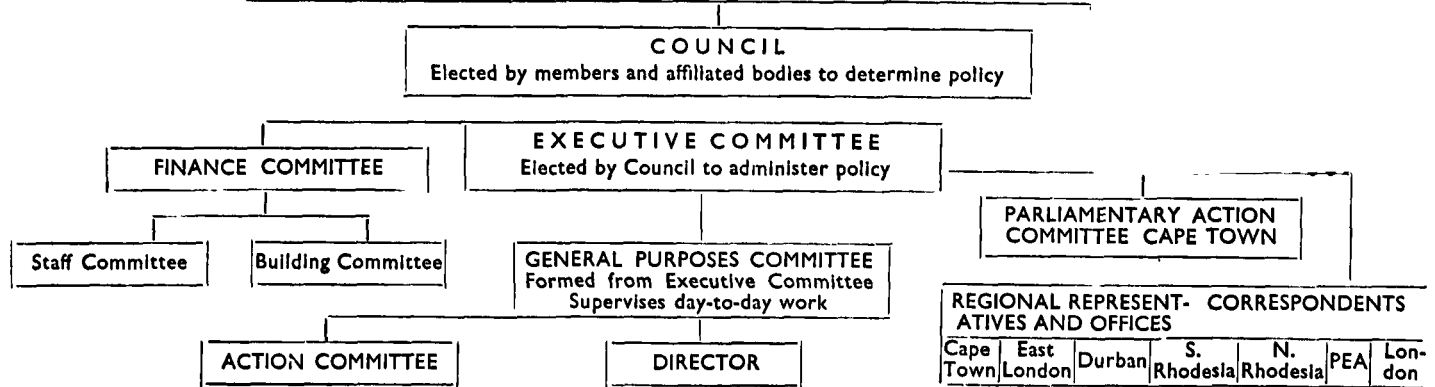 COUNCIL
Elected by members and affiliated bodies to determine policy
EXECUTIVE COMMITTEE
Elected by Council to administer policy
FINANCE COMMITTEE
PARLIAMENTARY ACTION
COMMITTEE CAPE TOWN
Staff Committee
Building Committee
GENERAL PURPOSES COMMITTEE
Formed from Executive Committee
Supervises day-to-day work
REGIONAL REPRESENT- CORRESPONDENTS
ATIVES AND OFFICES
Cape Town
East London
Durban
S. Rhodesia
N. Rhodesia
PEA
Lon-
don
ACTION COMMITTEE
DIRECTOR